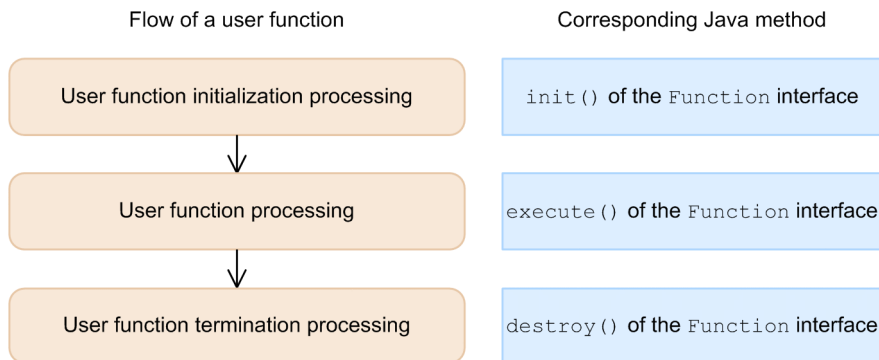 Flow of a user function
Corresponding Java method
User function initialization processing
init() of the Function interface
User function processing
execute() of the Function interface
User function termination processing
destroy() of the Function interface